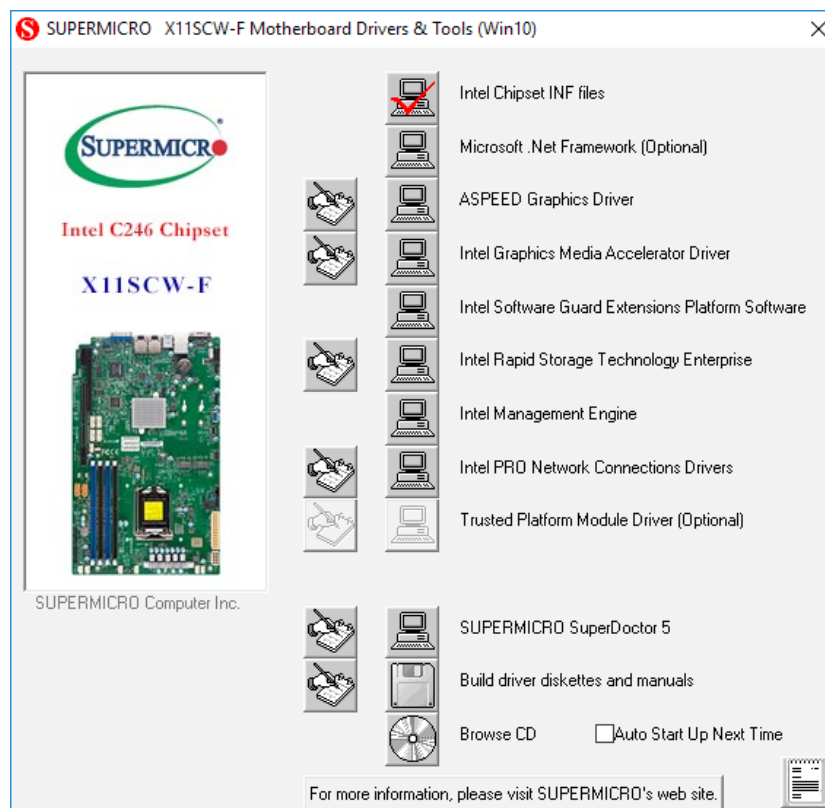 SUPERMICRO X11SCW-F Motherboard Drivers & Tools (Win10)
SUPERMICRO
Intel C246 Chipset
X11SCW-F
SUPERMICRO Computer Inc.
Intel Chipset INF files
Microsoft .Net Framework (Optional)
ASPEED Graphics Driver
Intel Graphics Media Accelerator Driver
Intel Software Guard Extensions Platform Software
Intel Rapid Storage Technology Enterprise
Intel Management Engine
Intel PRO Network Connections Drivers
Trusted Platform Module Driver (Optional)
SUPERMICRO SuperDoctor 5
Build driver diskettes and manuals
Browse CD Auto Start Up Next Time
For more information, please visit SUPERMICRO's web site.